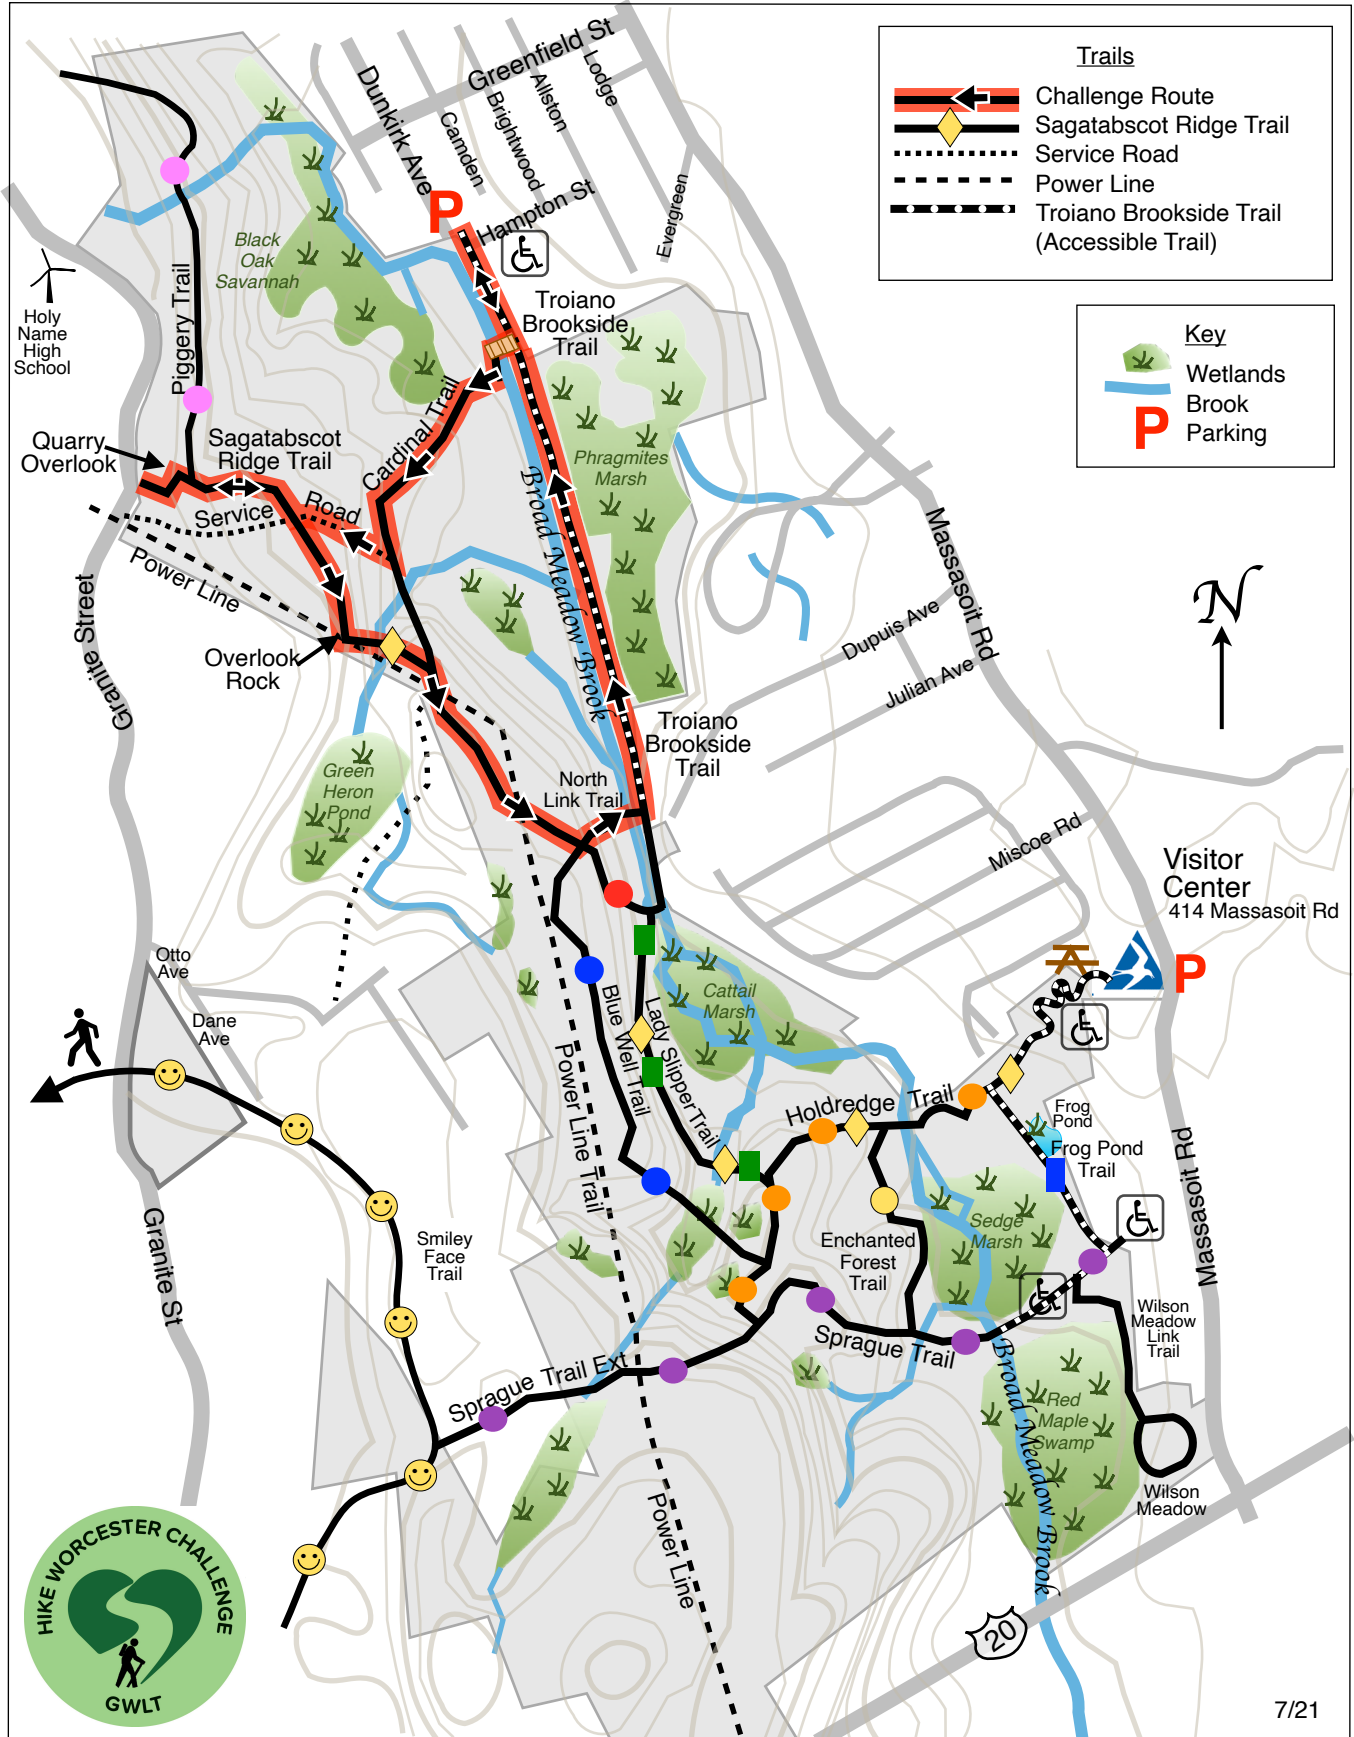 Trails
Challenge Route
Sagatabscot Ridge Trail
Service Road
Power Line
Troiano Brookside Trail
(Accessible Trail)
Key
Wetlands
Brook
P
Parking
Greenfield St
Dunkirk Ave
Camden
Brightwood
Allston
Lodge
Evergreen
P
Hampton St
Black
Oak
Savannah
Holy
Name
High
School
Piggery Trail
Troiano
Brookside
Trail
Quarry
Overlook
Sagatabscot
Ridge Trail
Cardinal Trail
Phragmites
Marsh
Service
Road
Broad Meadow Brook
Power Line
Massasoit Rd
Granite Street
Dupuis Ave
Julian Ave
N
Overlook
Rock
Troiano
Brookside
Trail
Green
Heron
Pond
North
Link Trail
Miscoe Rd
Visitor
Center
414 Massasoit Rd
P
Otto
Ave
Dane
Ave
Cattail
Marsh
Blue Well Trail
Lady Slipper Trail
Power Line Trail
Holdredge Trail
Frog
Pond
Frog Pond
Trail
Massasoit Rd
Granite St
Smiley
Face
Trail
Enchanted
Forest
Trail
Sedge
Marsh
Wilson
Meadow
Link
Trail
Sprague Trail
Sprague Trail Ext
Broad Meadow Brook
Red
Maple
Swamp
Wilson
Meadow
Power Line
20
HIKE WORCESTER CHALLENGE
GWLT
7/21